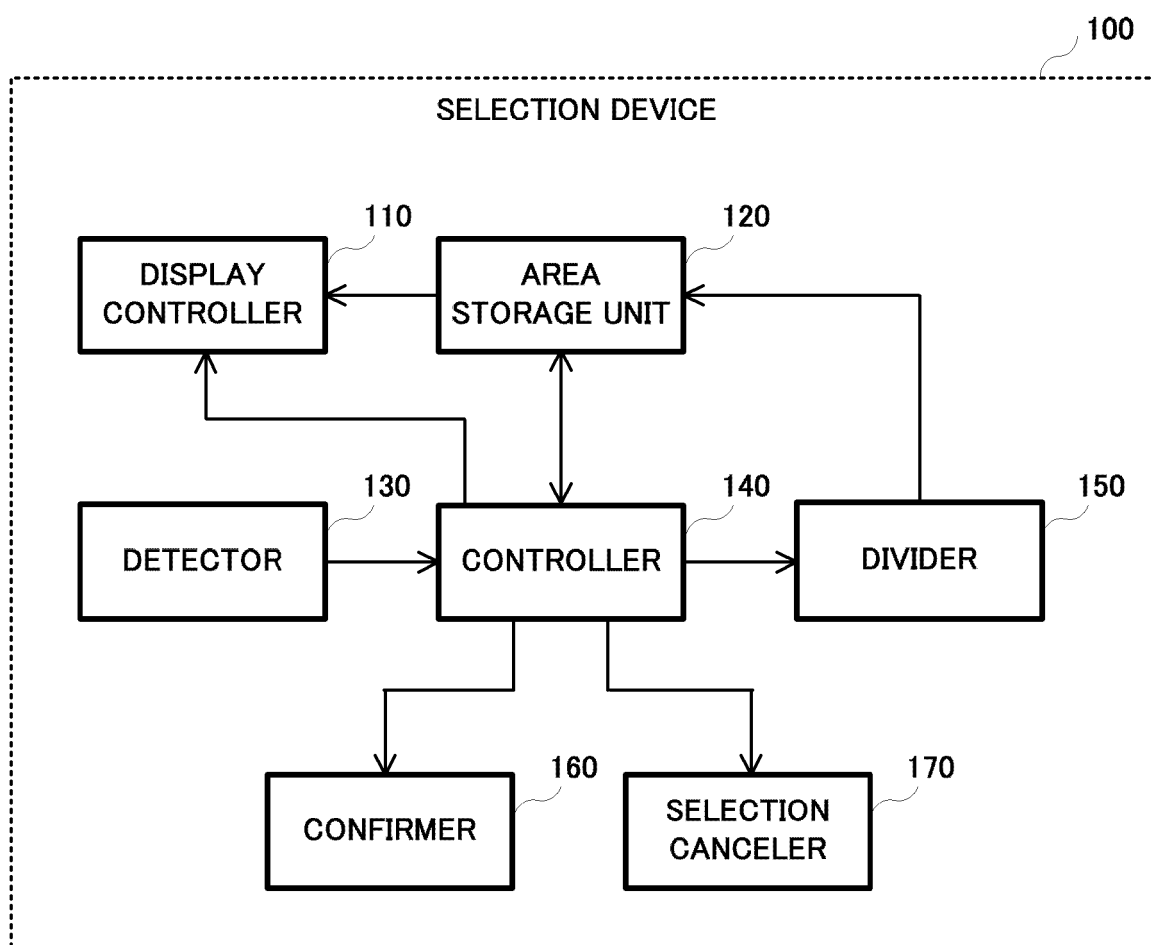 100
SELECTION DEVICE
110
DISPLAY
CONTROLLER
120
AREA
STORAGE UNIT
130
DETECTOR
140
CONTROLLER
150
DIVIDER
160
CONFIRMER
170
SELECTION
CANCELER